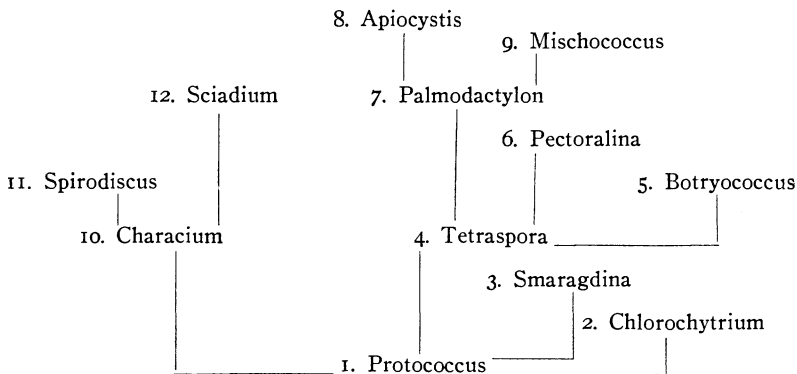 8. Apiocystis
9. Mischococcus
12. Sciadium
7. Palmodactylon
6. Pectoralina
11. Spirodiscus
5. Botryococcus
10. Characium
4. Tetraspora
3. Smaragdina
2. Chlorochytrium
1. Protococcus